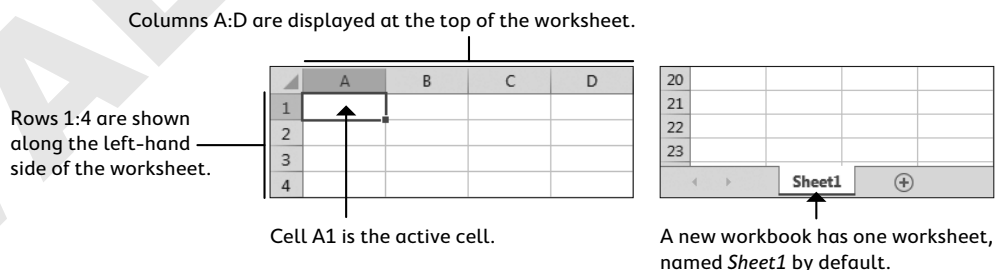 Columns A:D are displayed at the top of the worksheet.
A B C D
1
2
3
4
Rows 1:4 are shown
along the left-hand
side of the worksheet.
Cell A1 is the active cell.
20
21
22
23
Sheet1
A new workbook has one worksheet,
named Sheet1 by default.